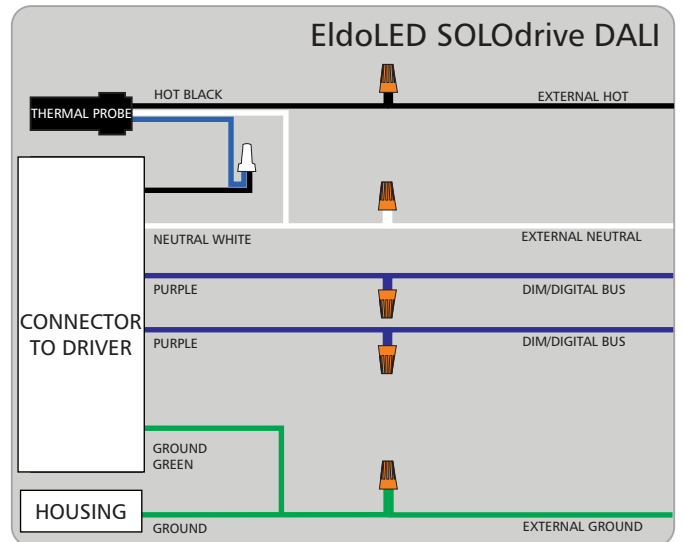 EldoLED SOLOdrive DALI
HOT BLACK
EXTERNAL HOT
THERMAL PROBE
NEUTRAL WHITE
EXTERNAL NEUTRAL
PURPLE
DIM/DIGITAL BUS
CONNECTOR
TO DRIVER
PURPLE
DIM/DIGITAL BUS
GROUND
GREEN
HOUSING
GROUND
EXTERNAL GROUND